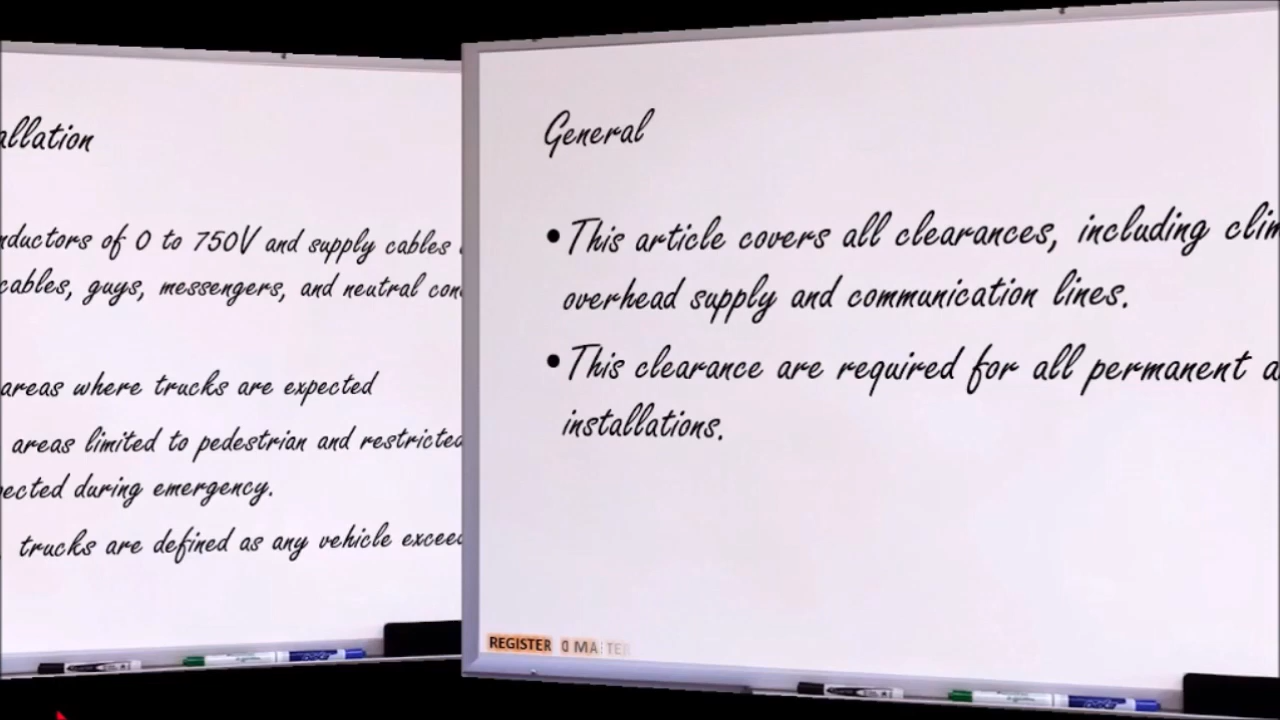 allation
nductors of 0 to 750V and supply cables
cables, guys, messengers, and neutral con
areas where trucks are expected
areas limited to pedestrian and restricted
pected during emergency.
trucks are defined as any vehicle excee
General
•This article covers all clearances, including clim
overhead supply and communication lines.
•This clearance are required for all permanent a
installations.
REGISTER